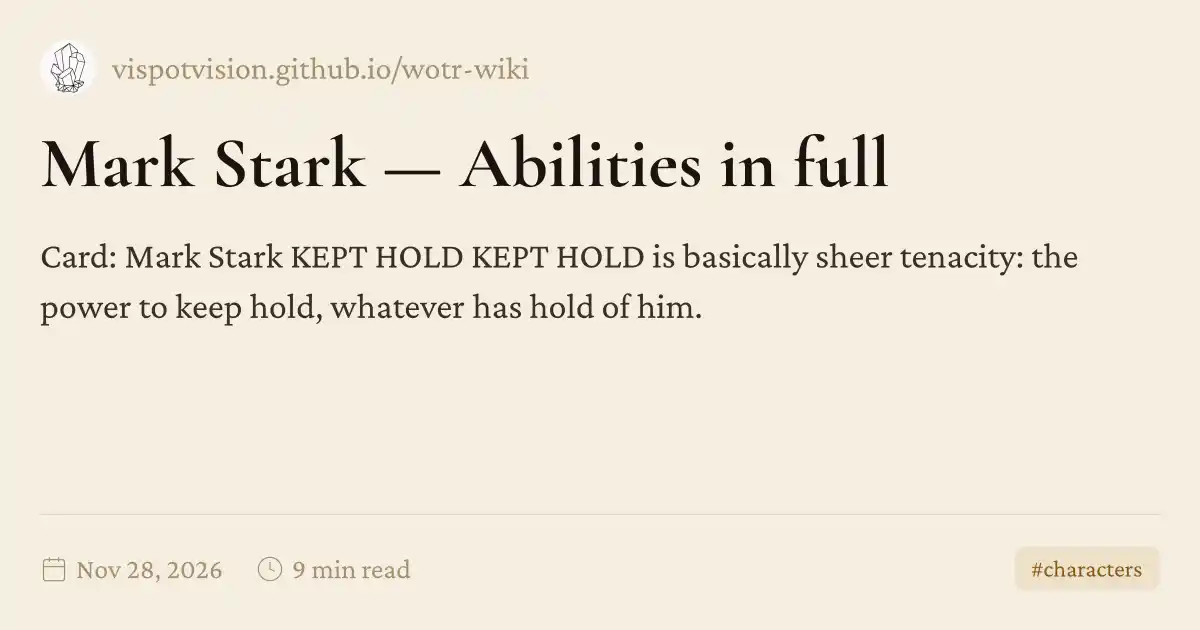 vispotvision.github.io/wotr-wiki
Mark Stark — Abilities in full
Card: Mark Stark KEPT HOLD KEPT HOLD is basically sheer tenacity: the
power to keep hold, whatever has hold of him.
Nov 28, 2026
9 min read
#characters